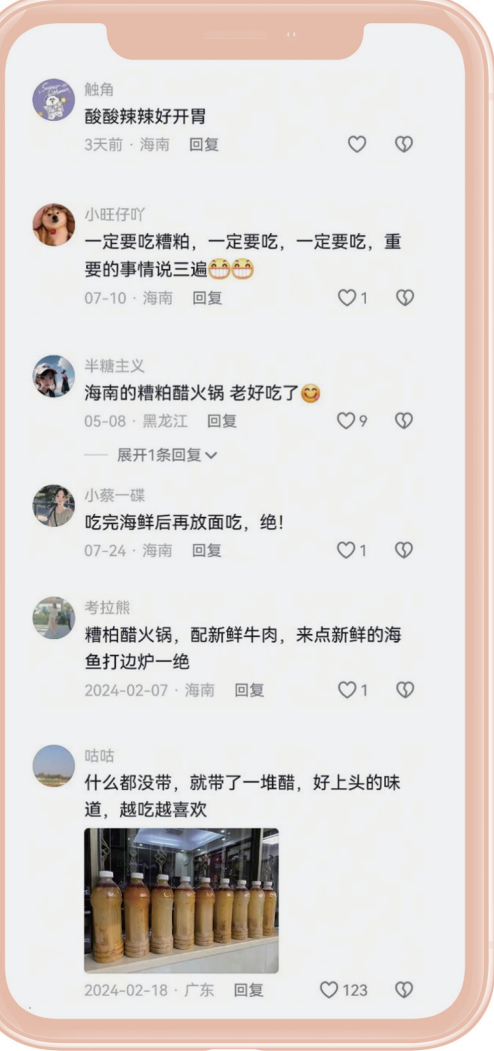 触角
酸酸辣辣好开胃
3天前 · 海南 回复
小旺仔吖
一定要吃糟粕，一定要吃，一定要吃，重
要的事情说三遍😁😁
07-10 · 海南 回复 1
半糖主义
海南的糟粕醋火锅 老好吃了😋
05-08 · 黑龙江 回复 9
展开1条回复
小蔡一碟
吃完海鲜后再放面吃，绝！
07-24 · 海南 回复 1
考拉熊
糟柏醋火锅，配新鲜牛肉，来点新鲜的海
鱼打边炉一绝
2024-02-07 · 海南 回复 1
咕咕
什么都没带，就带了一堆醋，好上头的味
道，越吃越喜欢
2024-02-18 · 广东 回复 123